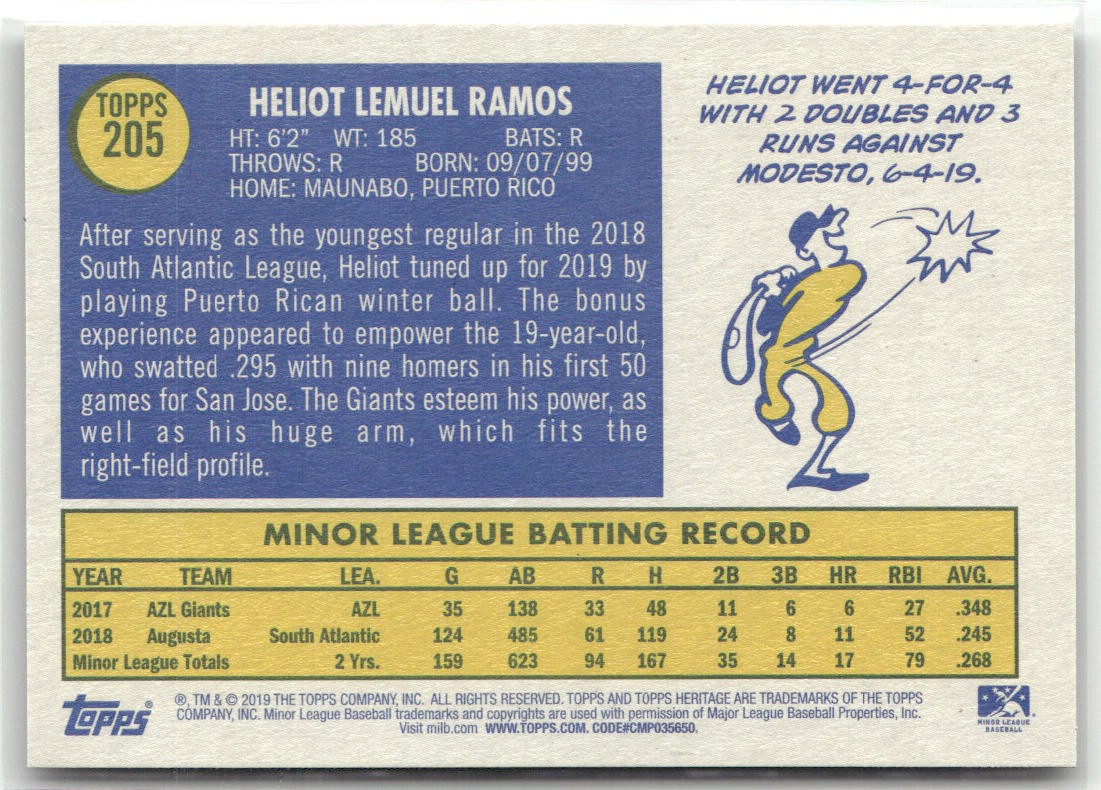 TOPPS
205
HELIOT LEMUEL RAMOS
HT: 6'2" WT: 185 BATS: R
THROWS: R BORN: 09/07/99
HOME: MAUNABO, PUERTO RICO
After serving as the youngest regular in the 2018
South Atlantic League, Heliot tuned up for 2019 by
playing Puerto Rican winter ball. The bonus
experience appeared to empower the 19-year-old,
who swatted .295 with nine homers in his first 50
games for San Jose. The Giants esteem his power, as
well as his huge arm, which fits the
right-field profile.
HELIOT WENT 4-FOR-4
WITH 2 DOUBLES AND 3
RUNS AGAINST
MODESTO, 6-4-19.
MINOR LEAGUE BATTING RECORD
YEAR TEAM LEA. G AB R H 2B 3B HR RBI AVG.
2017 AZL Giants AZL 35 138 33 48 11 6 6 27 .348
2018 Augusta South Atlantic 124 485 61 119 24 8 11 52 .245
Minor League Totals 2 Yrs. 159 623 94 167 35 14 17 79 .268
Topps®
®, TM & © 2019 THE TOPPS COMPANY, INC. ALL RIGHTS RESERVED. TOPPS AND TOPPS HERITAGE ARE TRADEMARKS OF THE TOPPS
COMPANY, INC. Minor League Baseball trademarks and copyrights are used with permission of Major League Baseball Properties, Inc.
Visit milb.com WWW.TOPPS.COM. CODE#CMP035650.
MINOR LEAGUE
BASEBALL